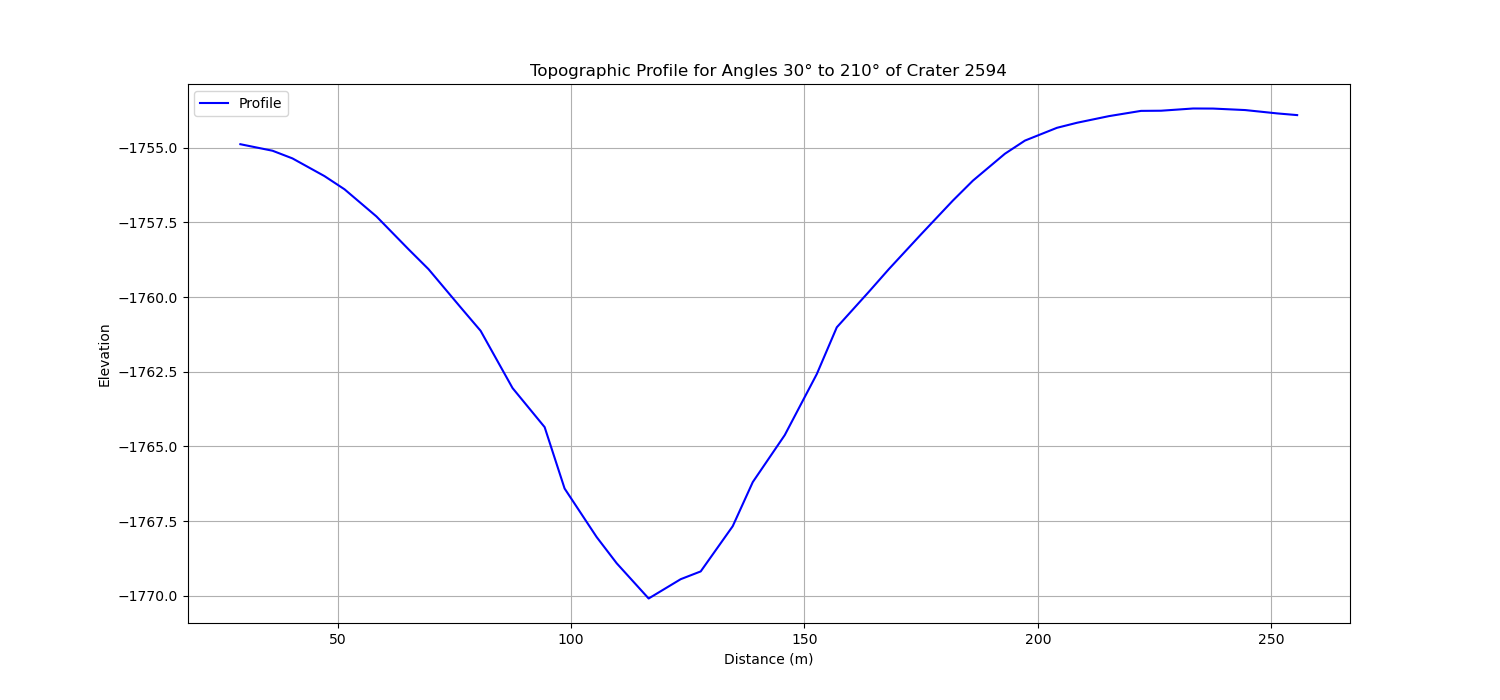 Topographic Profile for Angles 30° to 210° of Crater 2594
Profile
−1755.0
−1757.5
−1760.0
−1762.5
−1765.0
−1767.5
−1770.0
Elevation
50 100 150 200 250
Distance (m)